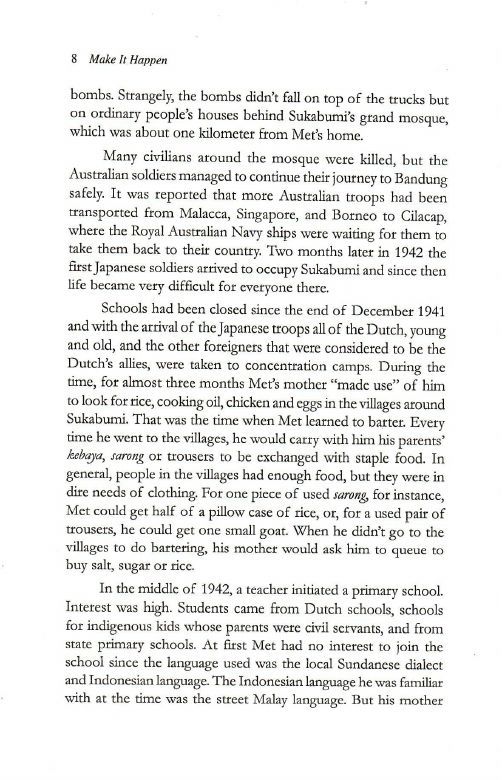 8 Make It Happen
bombs. Strangely, the bombs didn't fall on top of the trucks but
on ordinary people's houses behind Sukabumi's grand mosque,
which was about one kilometer from Met's home.
Many civilians around the mosque were killed, but the
Australian soldiers managed to continue their journey to Bandung
safely. It was reported that more Australian troops had been
transported from Malacca, Singapore, and Borneo to Cilacap,
where the Royal Australian Navy ships were waiting for them to
take them back to their country. Two months later in 1942 the
first Japanese soldiers arrived to occupy Sukabumi and since then
life became very difficult for everyone there.
Schools had been closed since the end of December 1941
and with the arrival of the Japanese troops all of the Dutch, young
and old, and the other foreigners that were considered to be the
Dutch's allies, were taken to concentration camps. During the
time, for almost three months Met's mother "made use" of him
to look for rice, cooking oil, chicken and eggs in the villages around
Sukabumi. That was the time when Met learned to barter. Every
time he went to the villages, he would carry with him his parents'
kebaya, sarong or trousers to be exchanged with staple food. In
general, people in the villages had enough food, but they were in
dire needs of clothing. For one piece of used sarong, for instance,
Met could get half of a pillow case of rice, or, for a used pair of
trousers, he could get one small goat. When he didn't go to the
villages to do bartering, his mother would ask him to queue to
buy salt, sugar or rice.
In the middle of 1942, a teacher initiated a primary school.
Interest was high. Students came from Dutch schools, schools
for indigenous kids whose parents were civil servants, and from
state primary schools. At first Met had no interest to join the
school since the language used was the local Sundanese dialect
and Indonesian language. The Indonesian language he was familiar
with at the time was the street Malay language. But his mother